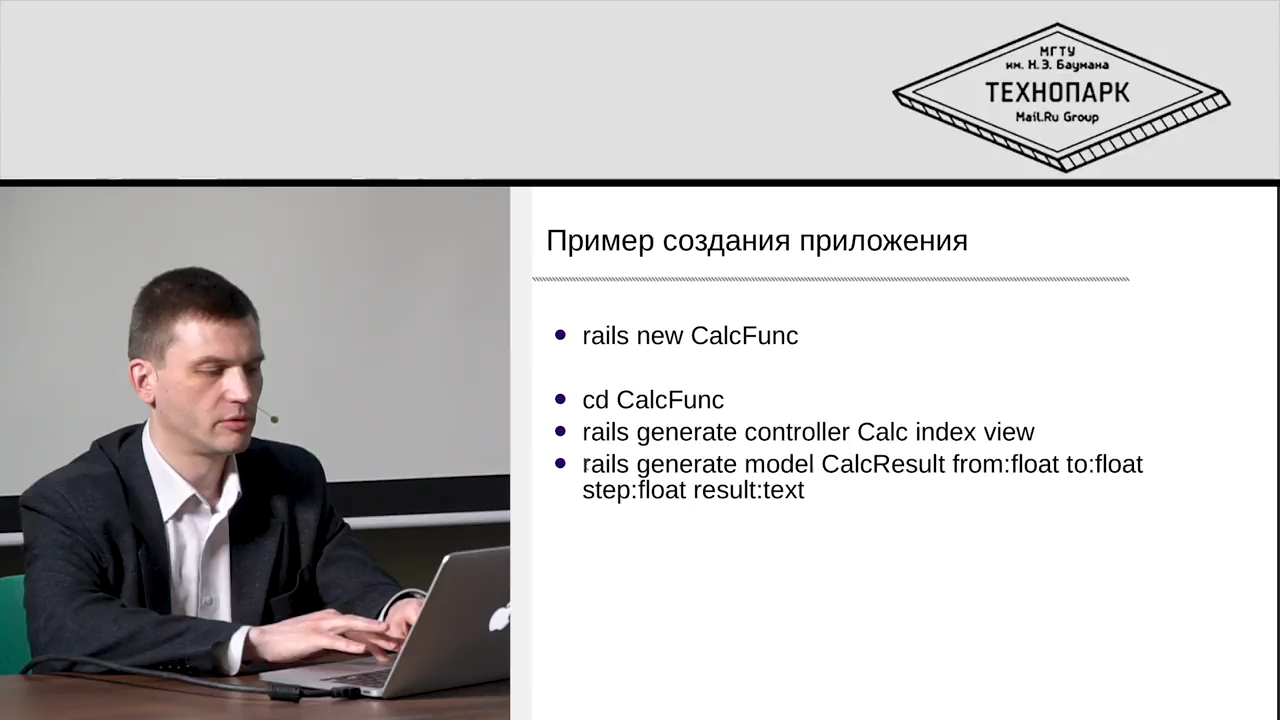 МГТУ
им. Н.Э. Баумана
ТЕХНОПАРК
Mail.Ru Group
Пример создания приложения
rails new CalcFunc
cd CalcFunc
rails generate controller Calc index view
rails generate model CalcResult from:float to:float
step:float result:text